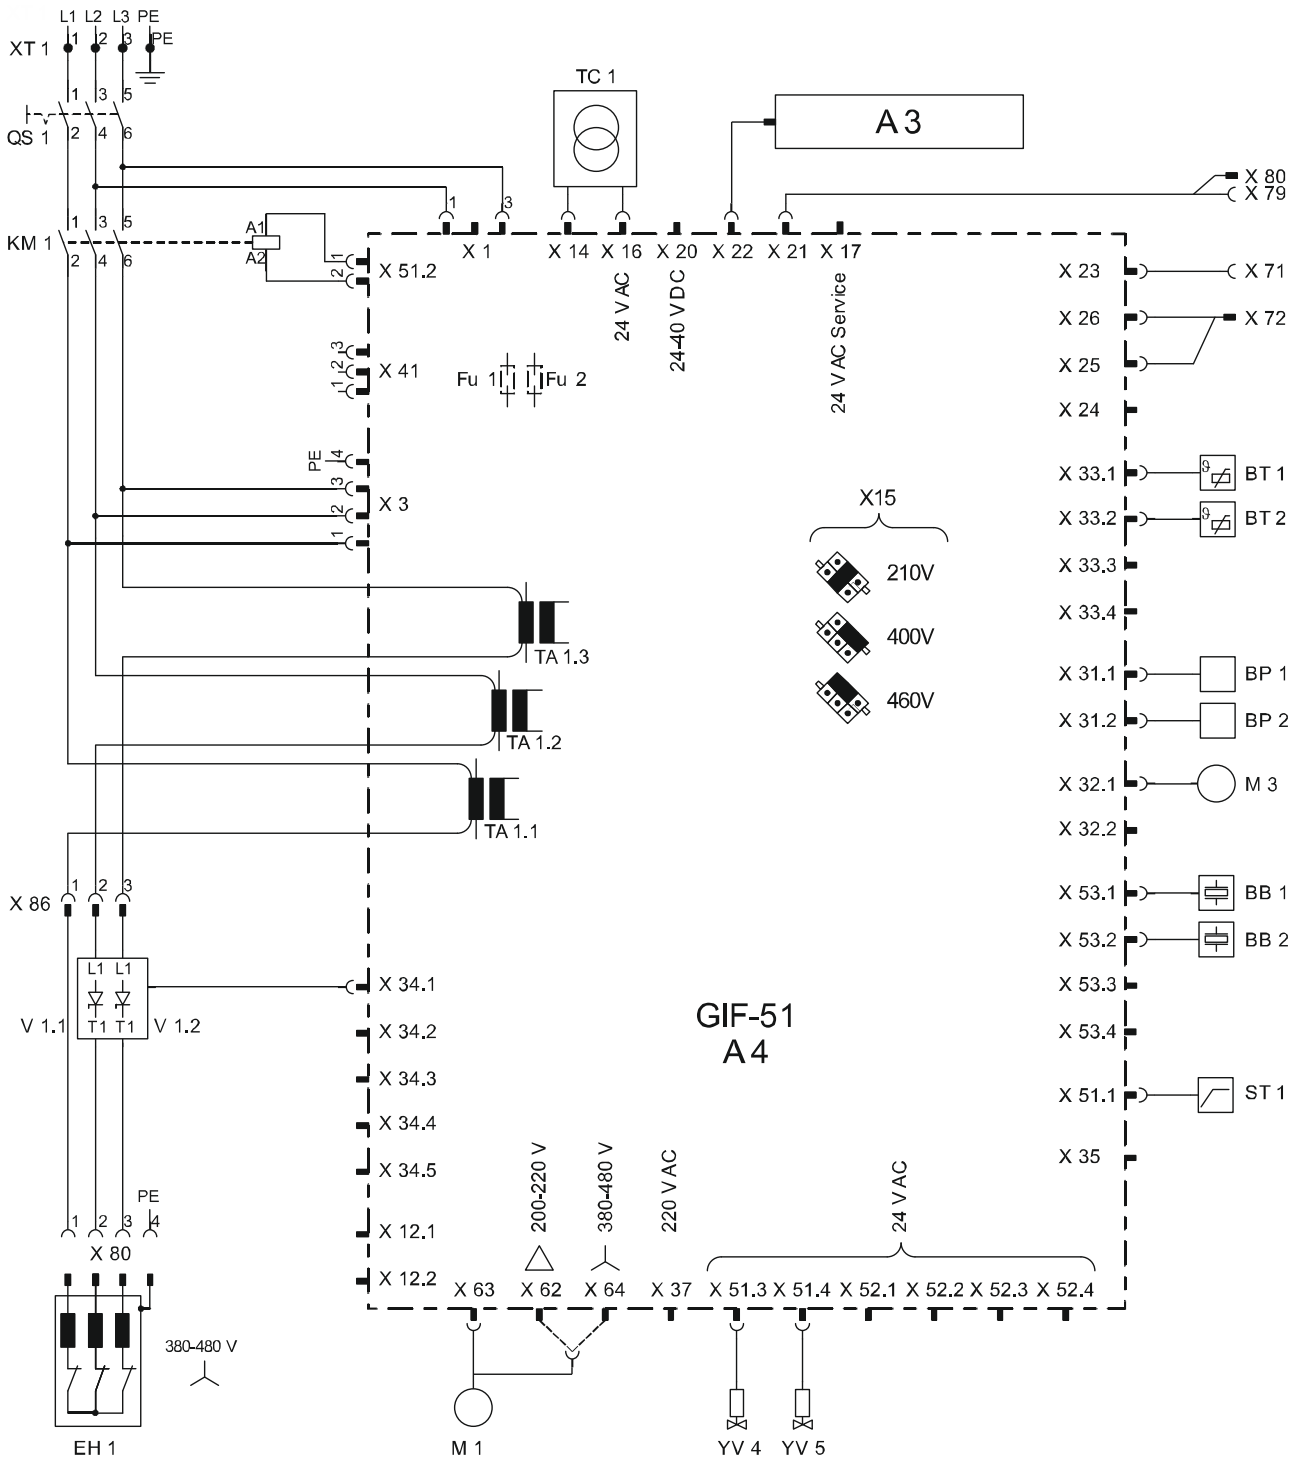 L1 L2 L3 PE
XT 1 1 2 3 PE
1 3 5
QS 1 2 4 6
TC 1
A 3
X 80
X 79
1 3
1 3 5
KM 1 A1
2 4 6 A2
1
2
X 51.2
X 1
X 14
X 16
X 20
X 22
X 21
X 17
24 V AC
24-40 V DC
24 V AC Service
X 23
X 71
X 26
X 72
X 25
X 24
3
2
1
X 41
Fu 1
Fu 2
PE 4
3
2
1
X 3
X 33.1
BT 1
ϑ
X 33.2
BT 2
ϑ
X 33.3
X 33.4
X15
210V
400V
460V
TA 1.3
TA 1.2
TA 1.1
X 31.1
BP 1
X 31.2
BP 2
X 32.1
M 3
X 32.2
X 53.1
BB 1
X 53.2
BB 2
X 53.3
X 53.4
X 51.1
ST 1
X 35
1 2 3
X 86
L1 L1
V 1.1 T1 T1 V 1.2
X 34.1
X 34.2
X 34.3
X 34.4
X 34.5
X 12.1
X 12.2
GIF-51
A 4
PE
1 2 3 4
X 80
200-220 V
380-480 V
220 V AC
24 V AC
X 63
X 62
X 64
X 37
X 51.3
X 51.4
X 52.1
X 52.2
X 52.3
X 52.4
380-480 V
EH 1
M 1
YV 4
YV 5